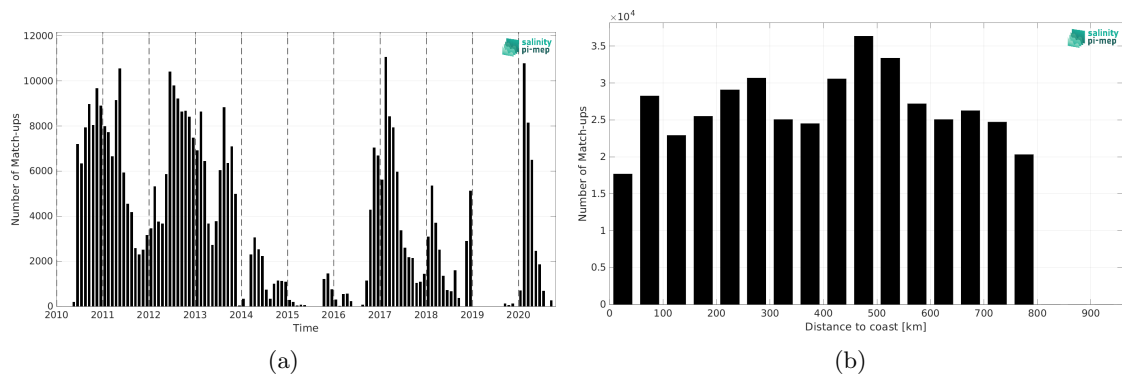 12000
10000
8000
6000
4000
2000
0
Number of Match-ups
2010 2011 2012 2013 2014 2015 2016 2017 2018 2019 2020
Time
salinity
pi-mep
(a)
×10⁴
3.5
3
2.5
2
1.5
1
0.5
0
Number of Match-ups
0 100 200 300 400 500 600 700 800 900
Distance to coast [km]
salinity
pi-mep
(b)